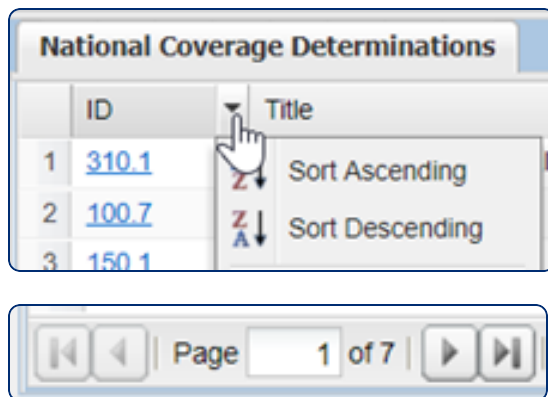 National Coverage Determinations
ID Title
1 310.1 Sort Ascending
2 100.7 Sort Descending
3 150.1
Page 1 of 7